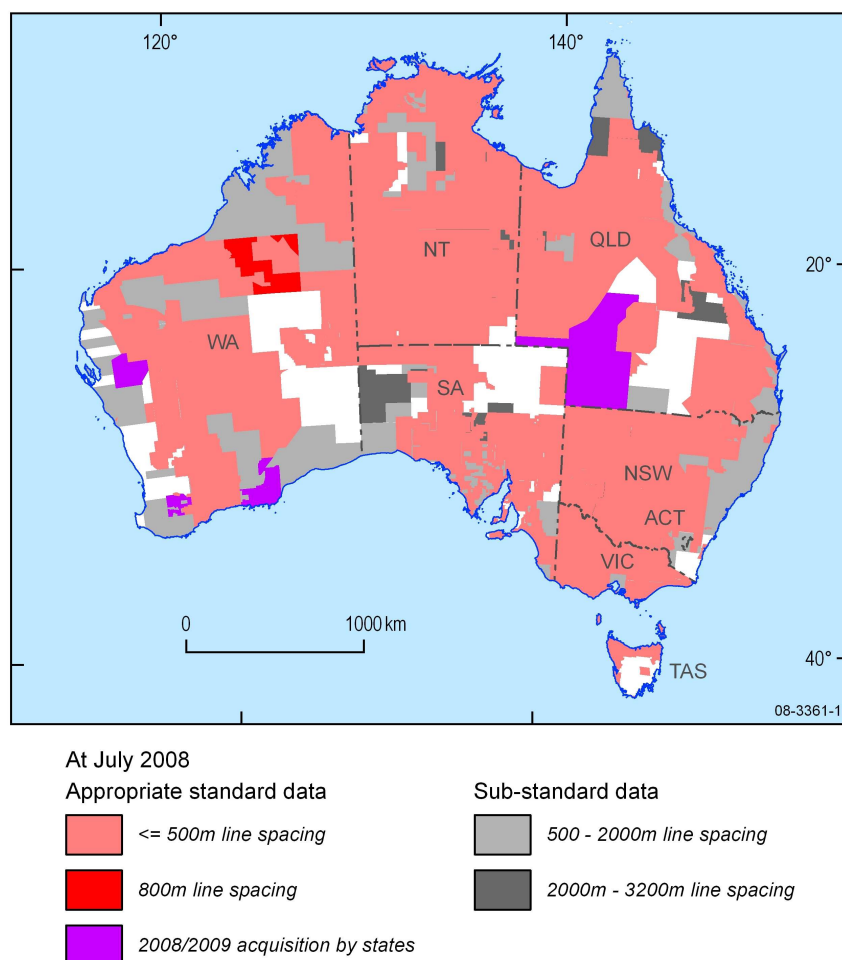 120°
140°
NT
QLD
20°
WA
SA
NSW
ACT
VIC
0
1000 km
40°
TAS
08-3361-1
At July 2008
Appropriate standard data
Sub-standard data
<= 500m line spacing
500 - 2000m line spacing
800m line spacing
2000m - 3200m line spacing
2008/2009 acquisition by states